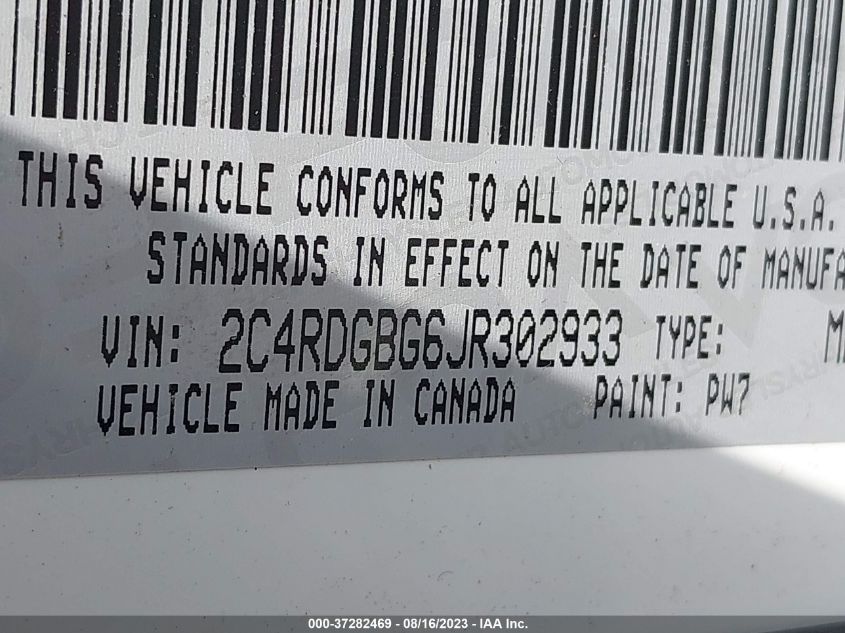 THIS VEHICLE CONFORMS TO ALL APPLICABLE U.S.A.
STANDARDS IN EFFECT ON THE DATE OF MANUFA
VIN: 2C4RDGBG6JR302933 TYPE: M
VEHICLE MADE IN CANADA PAINT: PW7
000-37282469 - 08/16/2023 - IAA Inc.